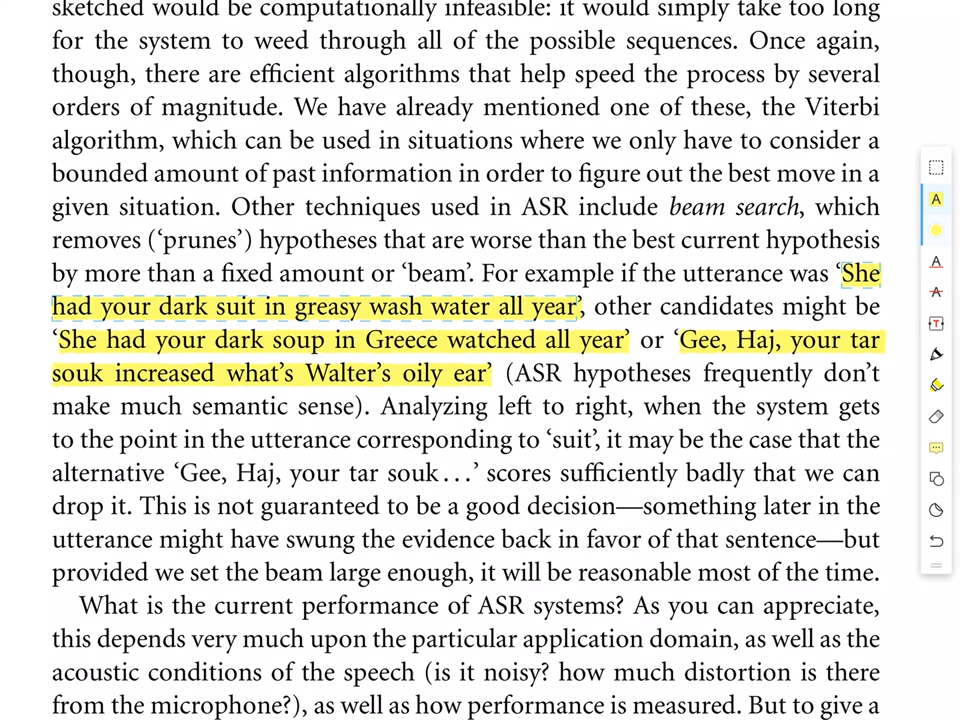 sketched would be computationally infeasible: it would simply take too long
for the system to weed through all of the possible sequences. Once again,
though, there are efficient algorithms that help speed the process by several
orders of magnitude. We have already mentioned one of these, the Viterbi
algorithm, which can be used in situations where we only have to consider a
bounded amount of past information in order to figure out the best move in a
given situation. Other techniques used in ASR include beam search, which
removes (‘prunes’) hypotheses that are worse than the best current hypothesis
by more than a fixed amount or ‘beam’. For example if the utterance was ‘She
had your dark suit in greasy wash water all year’, other candidates might be
‘She had your dark soup in Greece watched all year’ or ‘Gee, Haj, your tar
souk increased what’s Walter’s oily ear’ (ASR hypotheses frequently don’t
make much semantic sense). Analyzing left to right, when the system gets
to the point in the utterance corresponding to ‘suit’, it may be the case that the
alternative ‘Gee, Haj, your tar souk…’ scores sufficiently badly that we can
drop it. This is not guaranteed to be a good decision—something later in the
utterance might have swung the evidence back in favor of that sentence—but
provided we set the beam large enough, it will be reasonable most of the time.
What is the current performance of ASR systems? As you can appreciate,
this depends very much upon the particular application domain, as well as the
acoustic conditions of the speech (is it noisy? how much distortion is there
from the microphone?), as well as how performance is measured. But to give a
A
A
A
T